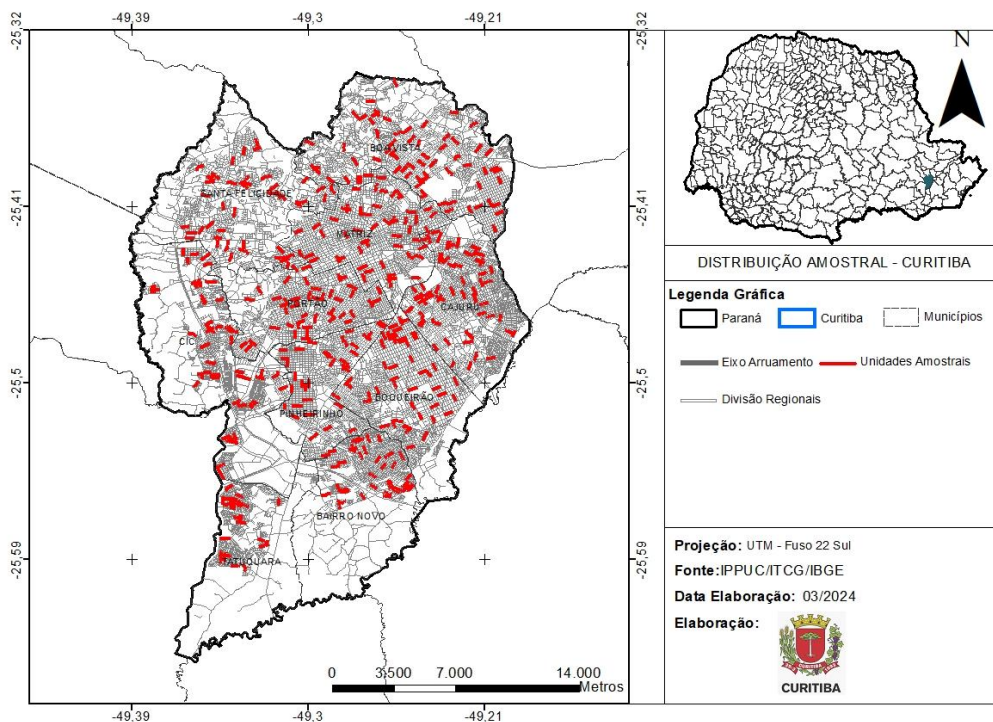 -49,39 -49,3 -49,21
-25,32
-25,32
N
BOA VISTA
SANTA FELICIDADE
-25,41
-25,41
MATRIZ
DISTRIBUIÇÃO AMOSTRAL - CURITIBA
Legenda Gráfica
Paraná Curitiba Municípios
PORTÃO
CAJURU
CIC
Eixo Arruamento Unidades Amostrais
-25,5
-25,5
BOQUEIRÃO
Divisão Regionais
PINHEIRINHO
BAIRRO NOVO
Projeção: UTM - Fuso 22 Sul
-25,59
-25,59
TATUQUARA
Fonte:IPPUC/ITCG/IBGE
Data Elaboração: 03/2024
Elaboração:
CURITIBA
0 3.500 7.000 14.000
Metros
-49,39 -49,3 -49,21